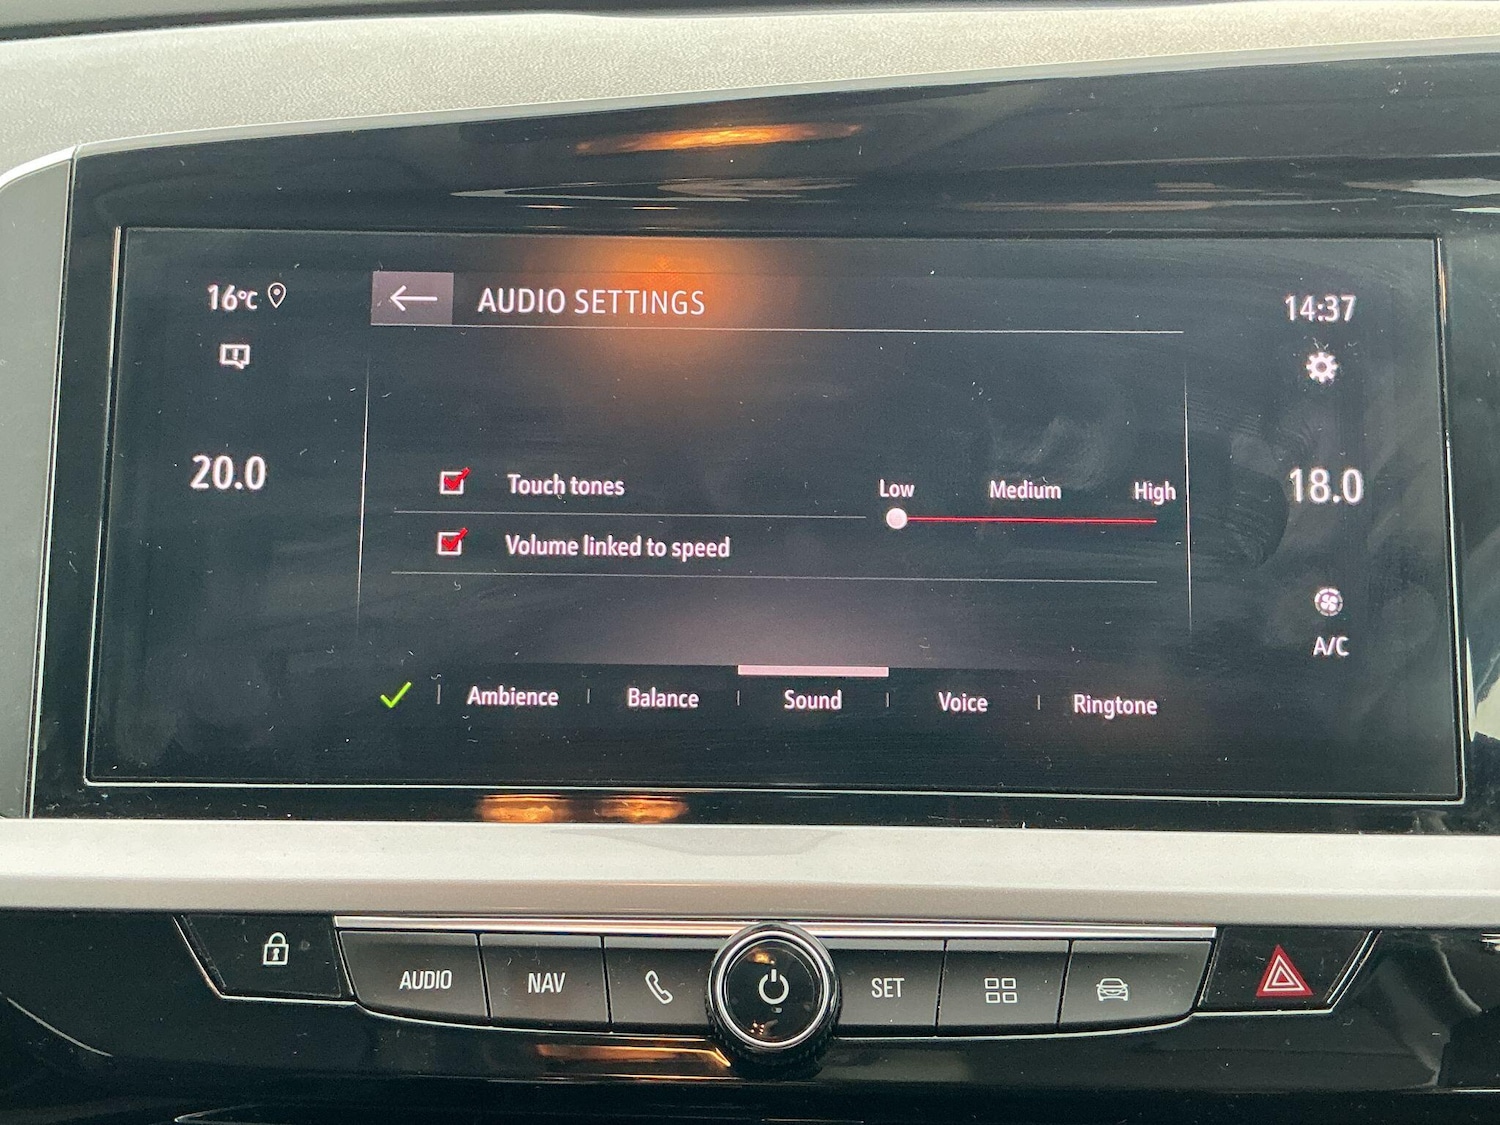 16°C
AUDIO SETTINGS
14:37
20.0
Touch tones
Low Medium High
18.0
Volume linked to speed
A/C
Ambience Balance Sound Voice Ringtone
AUDIO NAV SET